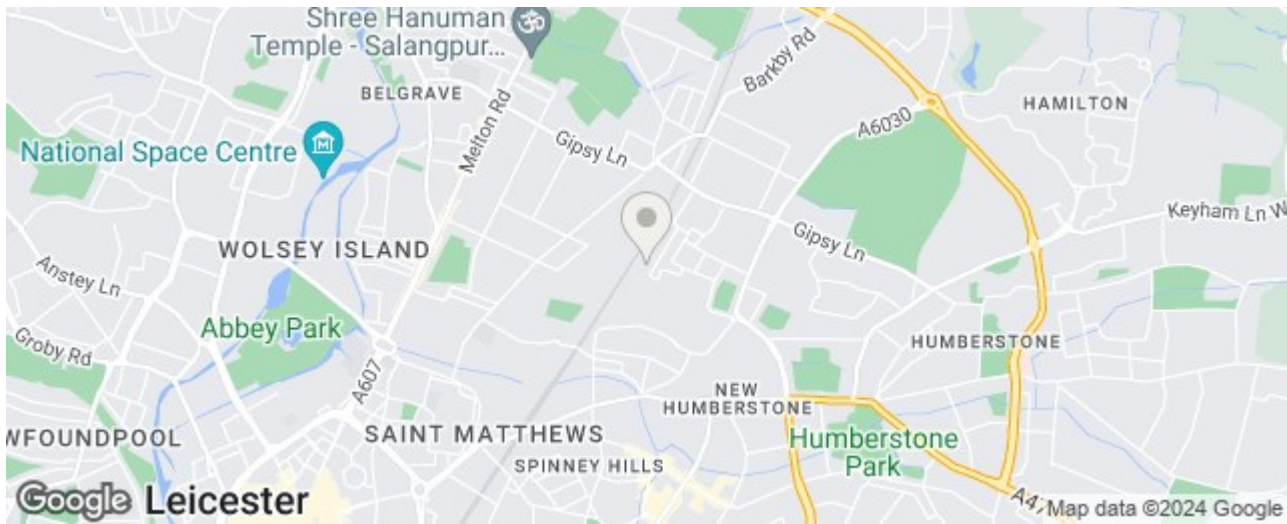 Shree Hanuman
Temple - Salangpur...
BELGRAVE
Melton Rd
Barkby Rd
HAMILTON
A6030
National Space Centre
Gipsy Ln
Keyham Ln W
WOLSEY ISLAND
Gipsy Ln
Anstey Ln
Abbey Park
Groby Rd
HUMBERSTONE
A607
NEW
HUMBERSTONE
WFOUNDPOOL
SAINT MATTHEWS
Humberstone
Park
SPINNEY HILLS
Google
Leicester
A47
Map data ©2024 Google